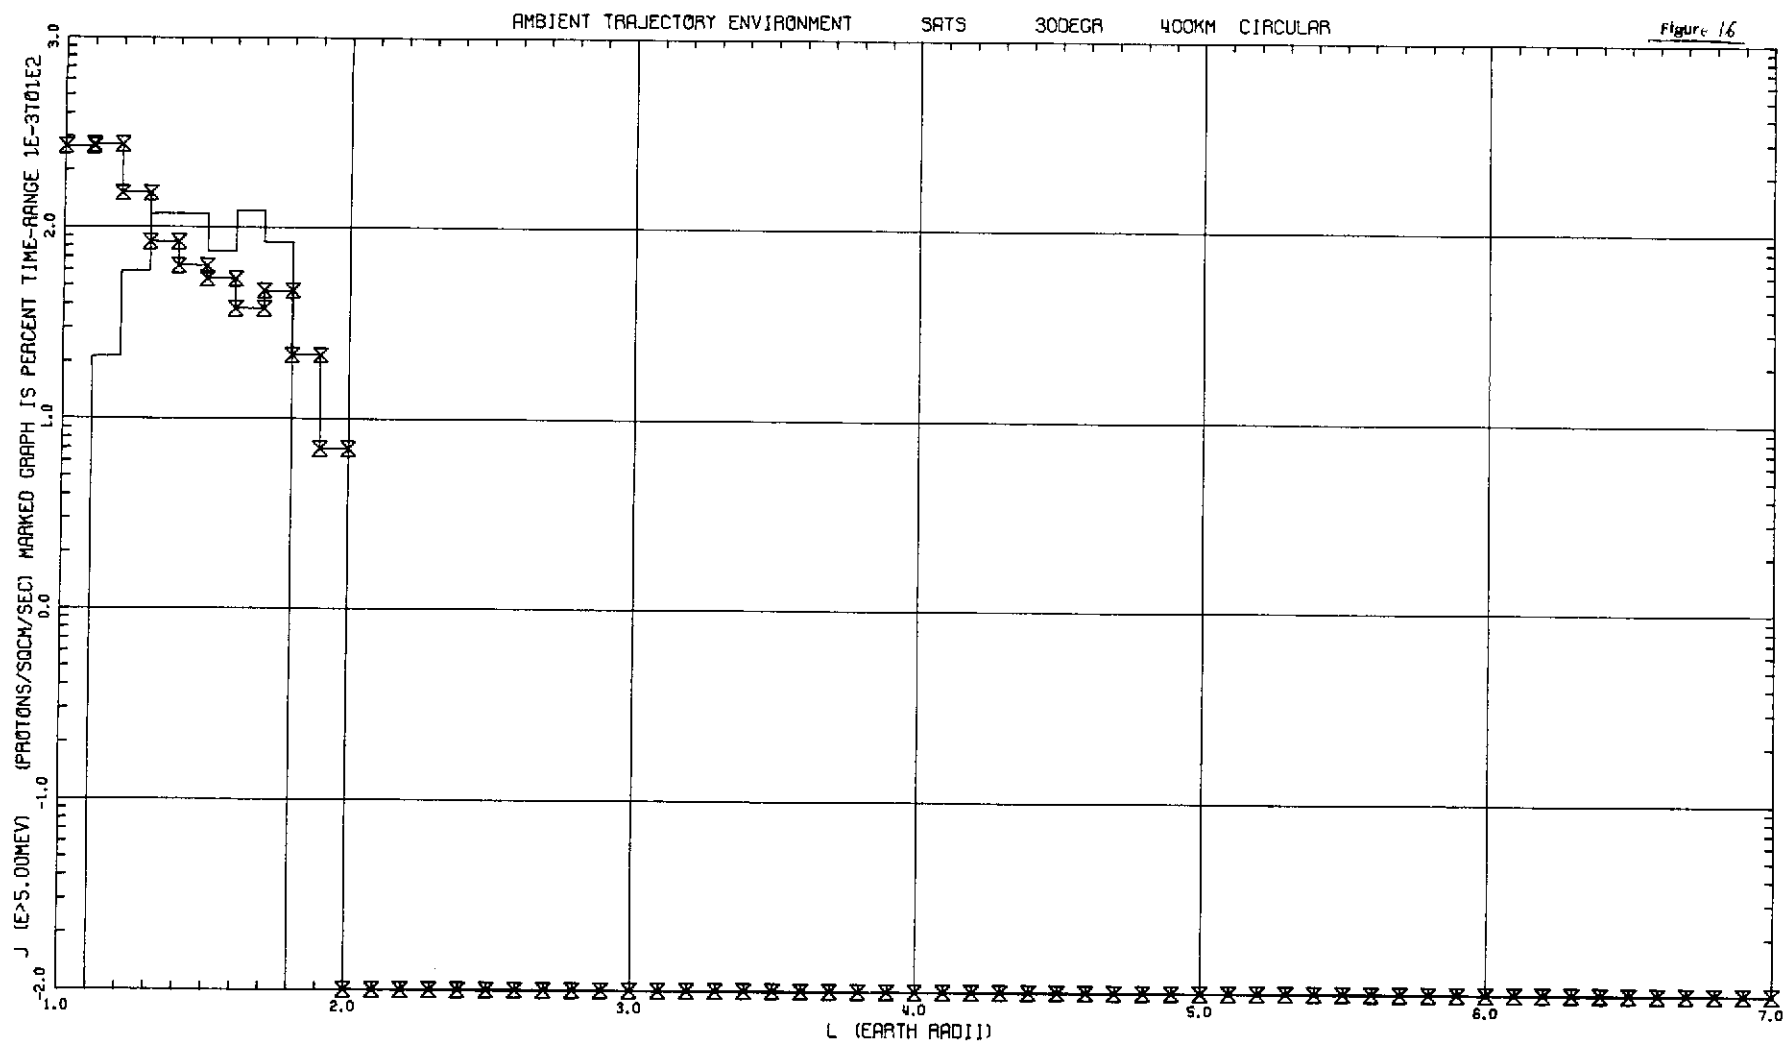 AMBIENT TRAJECTORY ENVIRONMENT SATS 30DEGR 400KM CIRCULAR
Figure 16
J (E>5.00MEV) (PROTONS/SQCM/SEC) MARKED GRAPH IS PERCENT TIME-RANGE 1E-3TO1E2
3.0
2.0
1.0
0.0
-1.0
-2.0
1.0 2.0 3.0 4.0 5.0 6.0 7.0
L (EARTH RADII)